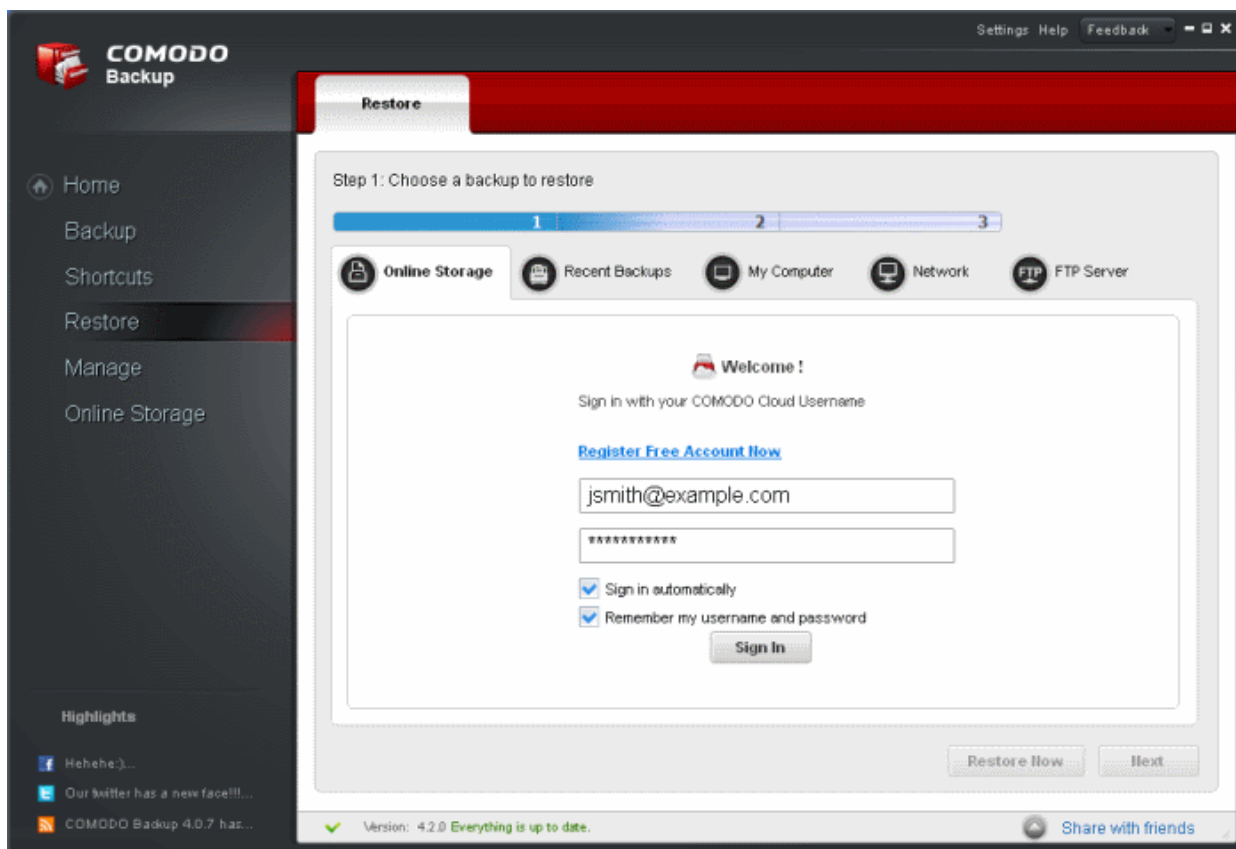 Settings Help Feedback
COMODO
Backup
Restore
Home
Backup
Shortcuts
Restore
Manage
Online Storage
Step 1: Choose a backup to restore
1 2 3
Online Storage Recent Backups My Computer Network FTP FTP Server
Welcome !
Sign in with your COMODO Cloud Username
Register Free Account Now
jsmith@example.com
***********
Sign in automatically
Remember my username and password
Sign In
Highlights
Hehehe:)...
Our twitter has a new face!!!...
COMODO Backup 4.0.7 has...
Restore Now Next
Version: 4.2.0 Everything is up to date.
Share with friends